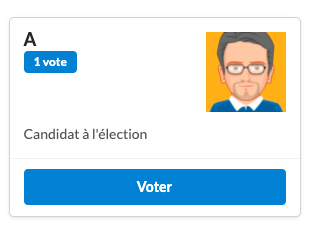 A
1 vote
Candidat à l'élection
Voter